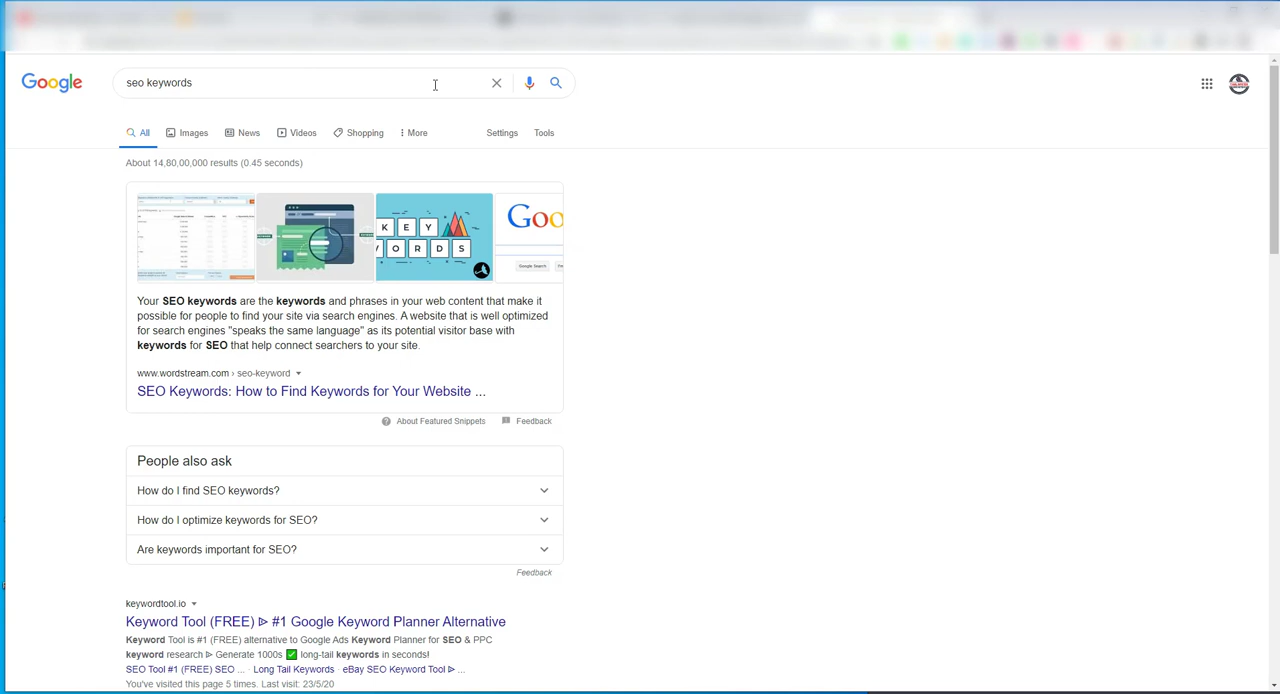 Google
seo keywords
All Images News Videos Shopping More Settings Tools
About 14,80,00,000 results (0.45 seconds)
K E Y
W O R D S
Goo
Google Search
Your SEO keywords are the keywords and phrases in your web content that make it
possible for people to find your site via search engines. A website that is well optimized
for search engines "speaks the same language" as its potential visitor base with
keywords for SEO that help connect searchers to your site.
www.wordstream.com › seo-keyword
SEO Keywords: How to Find Keywords for Your Website ...
About Featured Snippets Feedback
People also ask
How do I find SEO keywords?
How do I optimize keywords for SEO?
Are keywords important for SEO?
Feedback
keywordtool.io
Keyword Tool (FREE) ᐅ #1 Google Keyword Planner Alternative
Keyword Tool is #1 (FREE) alternative to Google Ads Keyword Planner for SEO & PPC
keyword research ᐅ Generate 1000s ✅ long-tail keywords in seconds!
SEO Tool #1 (FREE) SEO ... · Long Tail Keywords · eBay SEO Keyword Tool ᐅ ...
You've visited this page 5 times. Last visit: 23/5/20